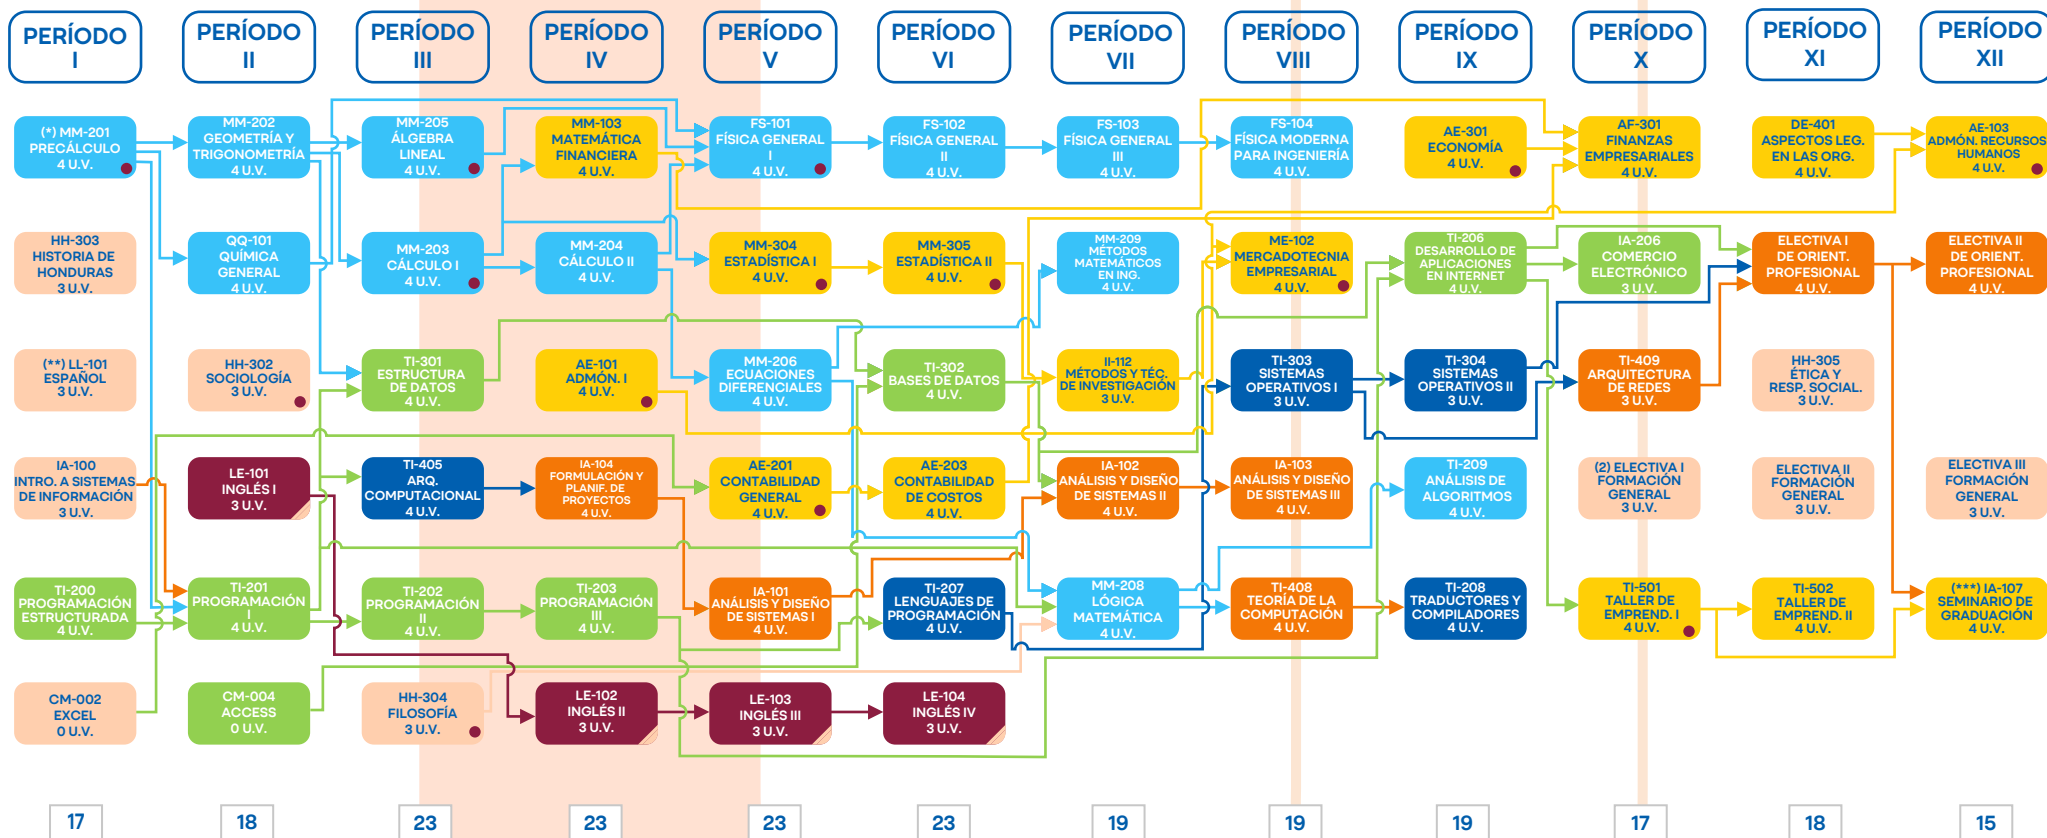 PERÍODO
I
PERÍODO
II
PERÍODO
III
PERÍODO
IV
PERÍODO
V
PERÍODO
VI
PERÍODO
VII
PERÍODO
VIII
PERÍODO
IX
PERÍODO
X
PERÍODO
XI
PERÍODO
XII
(*) MM-201
PRECÁLCULO
4 U.V.
MM-202
GEOMETRÍA Y
TRIGONOMETRÍA
4 U.V.
MM-205
ÁLGEBRA
LINEAL
4 U.V.
MM-103
MATEMÁTICA
FINANCIERA
4 U.V.
FS-101
FÍSICA GENERAL
I
4 U.V.
FS-102
FÍSICA GENERAL
II
4 U.V.
FS-103
FÍSICA GENERAL
III
4 U.V.
FS-104
FÍSICA MODERNA
PARA INGENIERÍA
4 U.V.
AE-301
ECONOMÍA
4 U.V.
AF-301
FINANZAS
EMPRESARIALES
4 U.V.
DE-401
ASPECTOS LEG.
EN LAS ORG.
4 U.V.
AE-103
ADMÓN. RECURSOS
HUMANOS
4 U.V.
HH-303
HISTORIA DE
HONDURAS
3 U.V.
QQ-101
QUÍMICA
GENERAL
4 U.V.
MM-203
CÁLCULO I
4 U.V.
MM-204
CÁLCULO II
4 U.V.
MM-304
ESTADÍSTICA I
4 U.V.
MM-305
ESTADÍSTICA II
4 U.V.
MM-209
MÉTODOS
MATEMÁTICOS
EN ING.
4 U.V.
ME-102
MERCADOTECNIA
EMPRESARIAL
4 U.V.
TI-206
DESARROLLO DE
APLICACIONES
EN INTERNET
4 U.V.
IA-206
COMERCIO
ELECTRÓNICO
3 U.V.
ELECTIVA I
DE ORIENT.
PROFESIONAL
4 U.V.
ELECTIVA II
DE ORIENT.
PROFESIONAL
4 U.V.
(**) LL-101
ESPAÑOL
3 U.V.
HH-302
SOCIOLOGÍA
3 U.V.
TI-301
ESTRUCTURA
DE DATOS
4 U.V.
AE-101
ADMÓN. I
4 U.V.
MM-206
ECUACIONES
DIFERENCIALES
4 U.V.
TI-302
BASES DE DATOS
4 U.V.
II-112
MÉTODOS Y TÉC.
DE INVESTIGACIÓN
3 U.V.
TI-303
SISTEMAS
OPERATIVOS I
3 U.V.
TI-304
SISTEMAS
OPERATIVOS II
3 U.V.
TI-409
ARQUITECTURA
DE REDES
3 U.V.
HH-305
ÉTICA Y
RESP. SOCIAL.
3 U.V.
IA-100
INTRO. A SISTEMAS
DE INFORMACIÓN
3 U.V.
LE-101
INGLÉS I
3 U.V.
TI-405
ARQ.
COMPUTACIONAL
4 U.V.
IA-104
FORMULACIÓN Y
PLANIF. DE
PROYECTOS
4 U.V.
AE-201
CONTABILIDAD
GENERAL
4 U.V.
AE-203
CONTABILIDAD
DE COSTOS
4 U.V.
IA-102
ANÁLISIS Y DISEÑO
DE SISTEMAS II
4 U.V.
IA-103
ANÁLISIS Y DISEÑO
DE SISTEMAS III
4 U.V.
TI-209
ANÁLISIS DE
ALGORITMOS
4 U.V.
(2) ELECTIVA I
FORMACIÓN
GENERAL
3 U.V.
ELECTIVA II
FORMACIÓN
GENERAL
3 U.V.
ELECTIVA III
FORMACIÓN
GENERAL
3 U.V.
TI-200
PROGRAMACIÓN
ESTRUCTURADA
4 U.V.
TI-201
PROGRAMACIÓN
I
4 U.V.
TI-202
PROGRAMACIÓN
II
4 U.V.
TI-203
PROGRAMACIÓN
III
4 U.V.
IA-101
ANÁLISIS Y DISEÑO
DE SISTEMAS I
4 U.V.
TI-207
LENGUAJES DE
PROGRAMACIÓN
4 U.V.
MM-208
LÓGICA
MATEMÁTICA
4 U.V.
TI-408
TEORÍA DE LA
COMPUTACIÓN
4 U.V.
TI-208
TRADUCTORES Y
COMPILADORES
4 U.V.
TI-501
TALLER DE
EMPREND. I
4 U.V.
TI-502
TALLER DE
EMPREND. II
4 U.V.
(***) IA-107
SEMINARIO DE
GRADUACIÓN
4 U.V.
CM-002
EXCEL
0 U.V.
CM-004
ACCESS
0 U.V.
HH-304
FILOSOFÍA
3 U.V.
LE-102
INGLÉS II
3 U.V.
LE-103
INGLÉS III
3 U.V.
LE-104
INGLÉS IV
3 U.V.
17
18
23
23
23
23
19
19
19
17
18
15